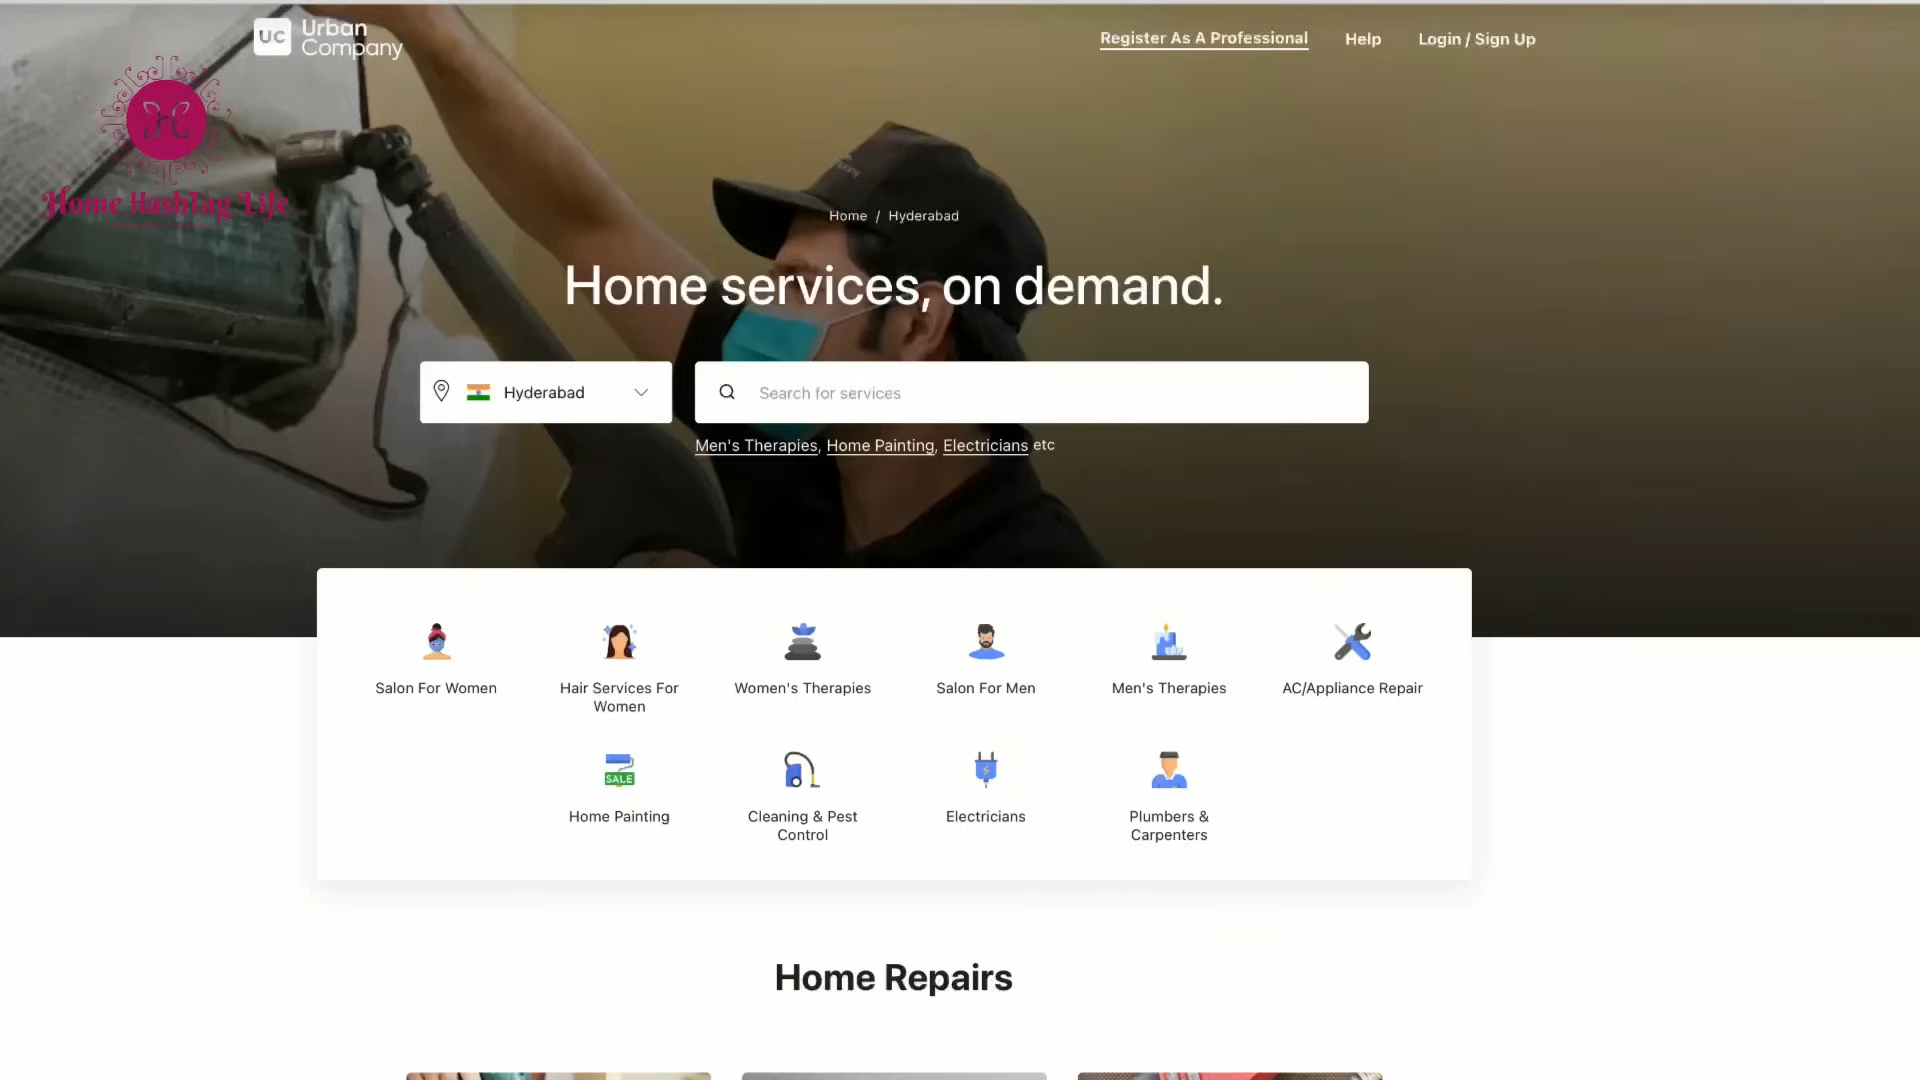 UC Urban Company
Register As A Professional
Help
Login / Sign Up
Home HashTag Life
Home / Hyderabad
Home services, on demand.
Hyderabad
Search for services
Men's Therapies, Home Painting, Electricians etc
Salon For Women
Hair Services For
Women
Women's Therapies
Salon For Men
Men's Therapies
AC/Appliance Repair
SALE
Home Painting
Cleaning & Pest
Control
Electricians
Plumbers &
Carpenters
Home Repairs